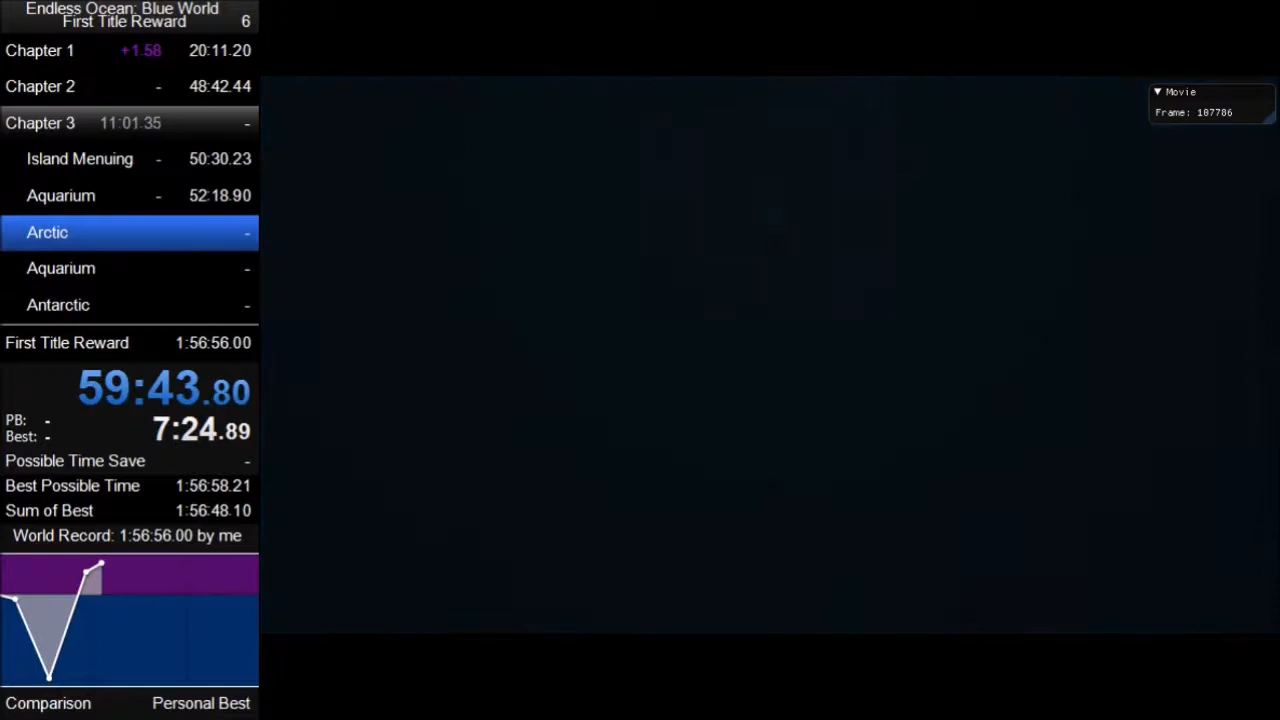 Endless Ocean: Blue World
First Title Reward 6
Chapter 1 +1.58 20:11.20
Chapter 2 - 48:42.44
Chapter 3 11:01.35 -
Island Menuing - 50:30.23
Aquarium - 52:18.90
Arctic -
Aquarium -
Antarctic -
First Title Reward 1:56:56.00
59:43.80
PB: -
Best: - 7:24.89
Possible Time Save -
Best Possible Time 1:56:58.21
Sum of Best 1:56:48.10
World Record: 1:56:56.00 by me
Comparison Personal Best
▼ Movie
Frame: 107786